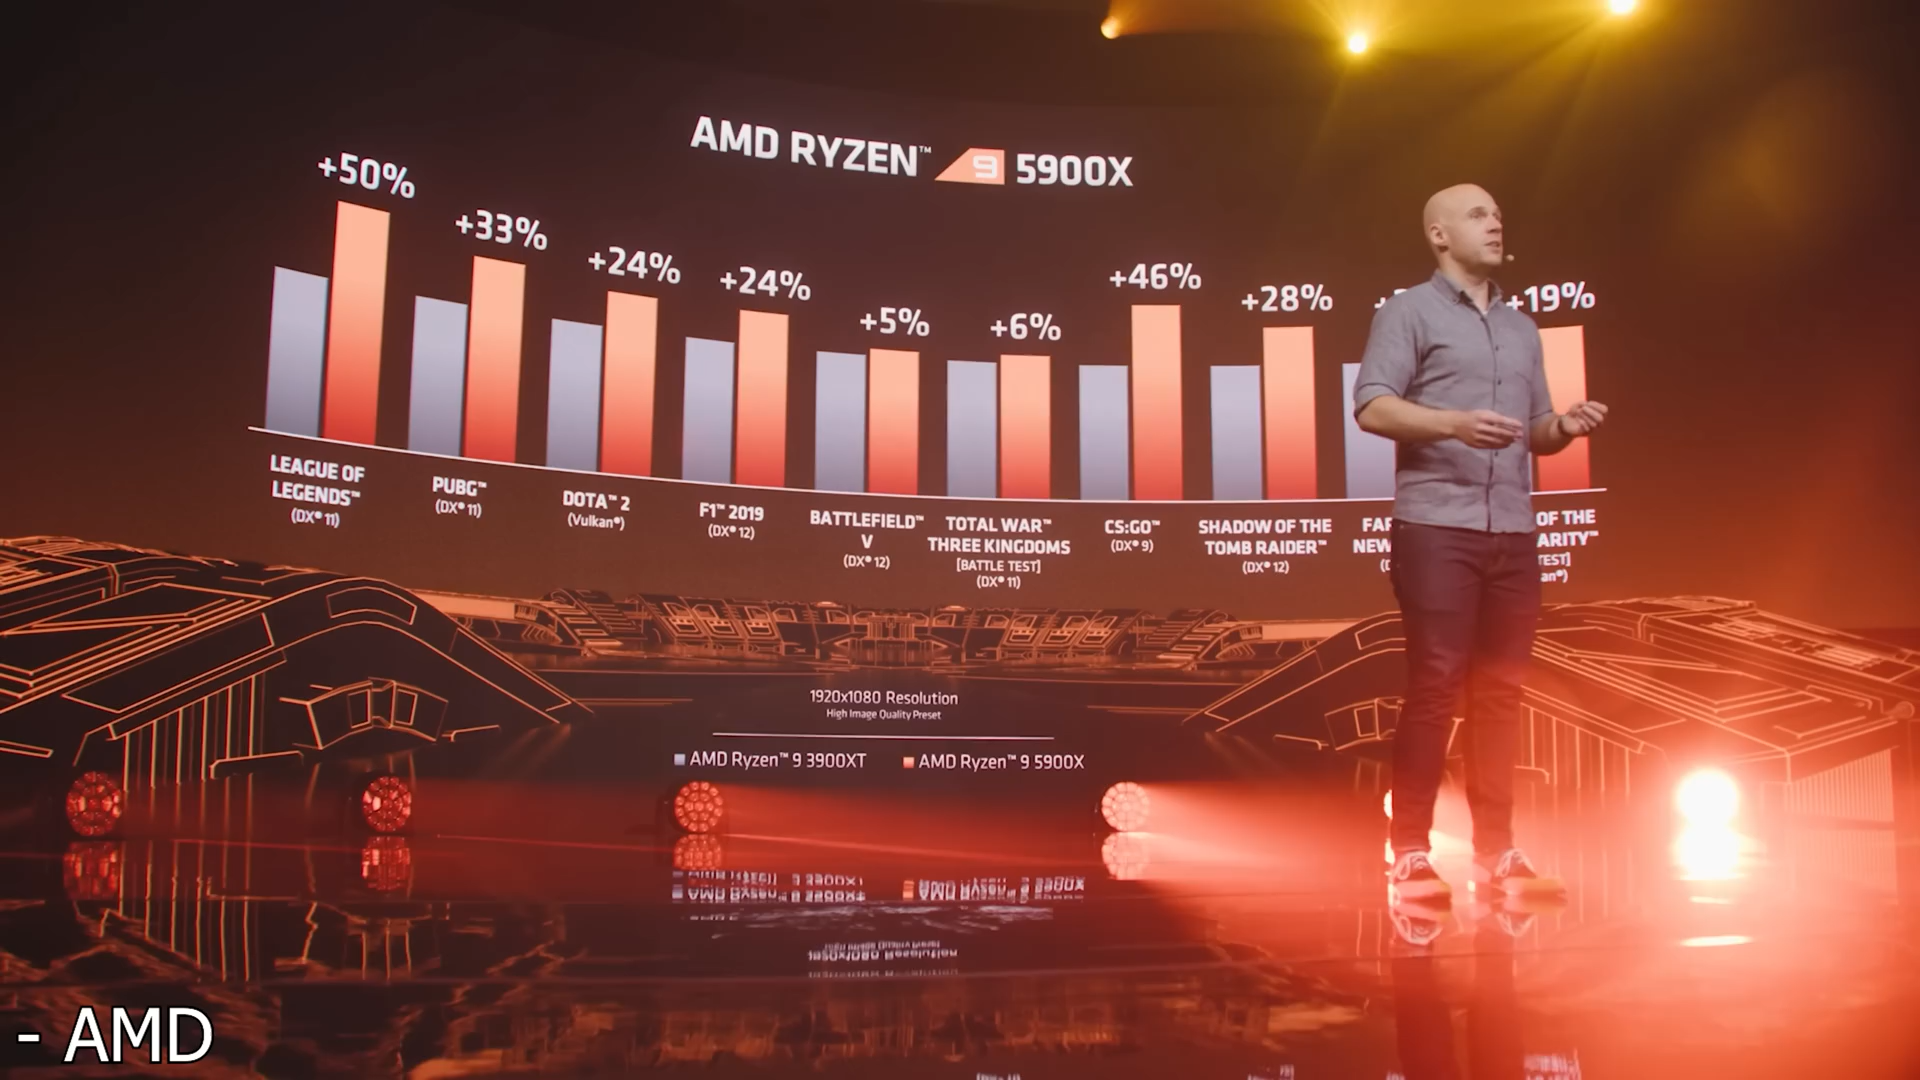 AMD RYZEN™ 9 5900X
+50%
+33%
+24%
+24%
+5%
+6%
+46%
+28%
+19%
LEAGUE OF
LEGENDS™
(DX® 11)
PUBG™
(DX® 11)
DOTA™ 2
(Vulkan®)
F1™ 2019
(DX® 12)
BATTLEFIELD™
V
(DX® 12)
TOTAL WAR™
THREE KINGDOMS
[BATTLE TEST]
(DX® 11)
CS:GO™
(DX® 9)
SHADOW OF THE
TOMB RAIDER™
(DX® 12)
OF THE
1920x1080 Resolution
High Image Quality Preset
AMD Ryzen™ 9 3900XT
AMD Ryzen™ 9 5900X
- AMD